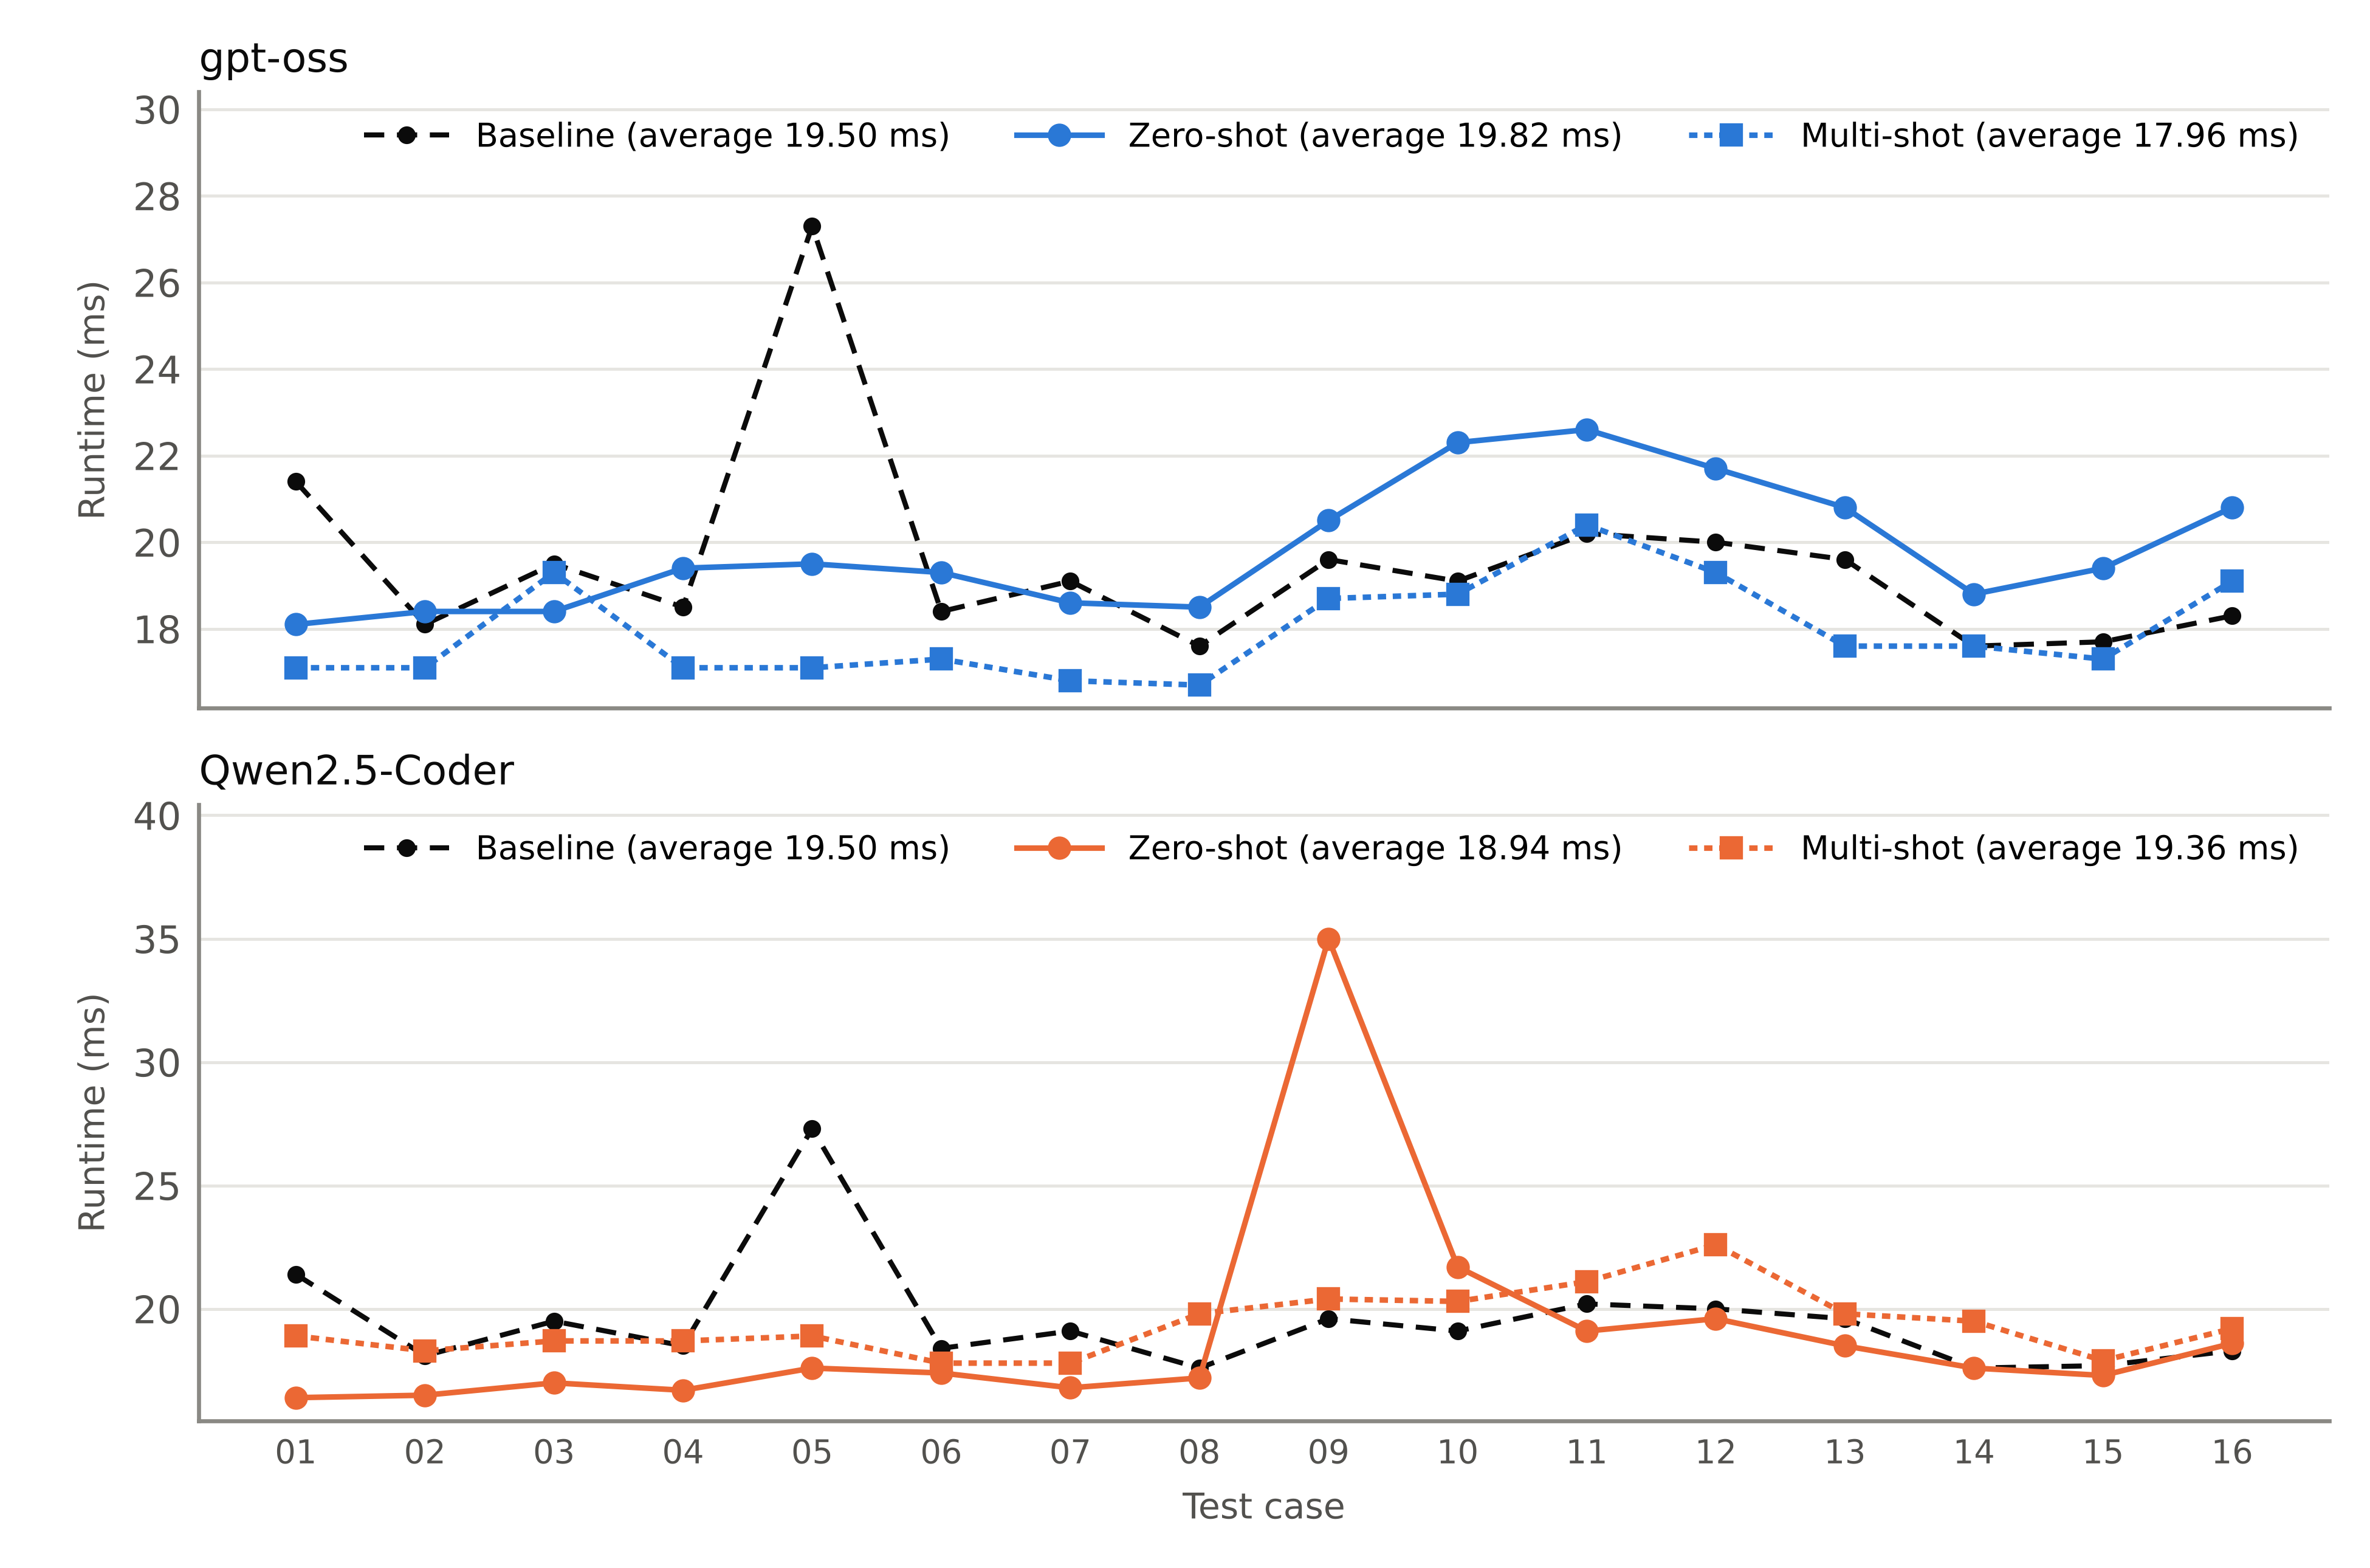 gpt-oss
30
Baseline (average 19.50 ms) Zero-shot (average 19.82 ms) Multi-shot (average 17.96 ms)
28
26
24
22
20
18
Runtime (ms)
Qwen2.5-Coder
40
Baseline (average 19.50 ms) Zero-shot (average 18.94 ms) Multi-shot (average 19.36 ms)
35
30
25
20
Runtime (ms)
01 02 03 04 05 06 07 08 09 10 11 12 13 14 15 16
Test case